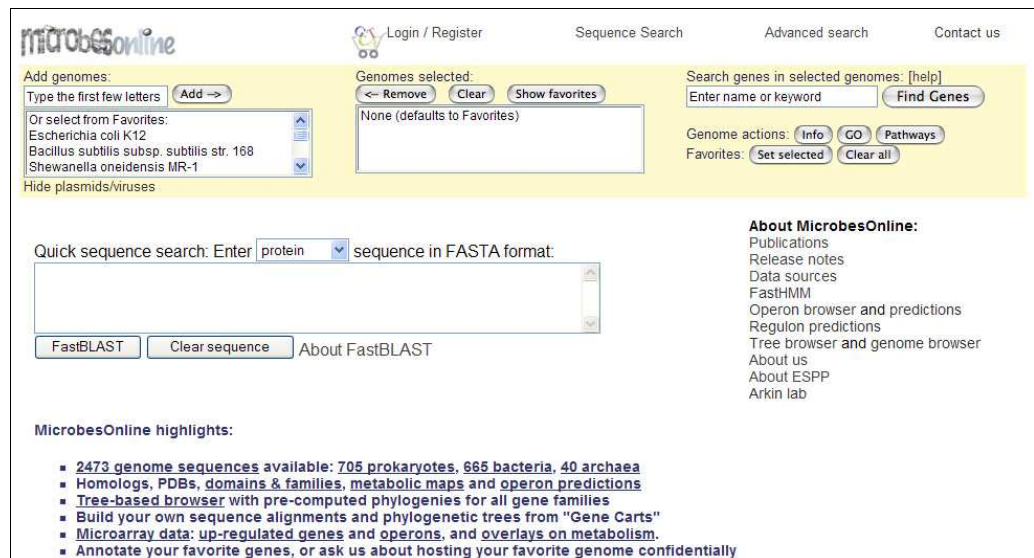 microbesonline
Login / Register
Sequence Search
Advanced search
Contact us
Add genomes:
Type the first few letters
Add -->
Or select from Favorites:
Escherichia coli K12
Bacillus subtilis subsp. subtilis str. 168
Shewanella oneidensis MR-1
Hide plasmids/viruses
Genomes selected:
<-- Remove
Clear
Show favorites
None (defaults to Favorites)
Search genes in selected genomes: [help]
Enter name or keyword
Find Genes
Genome actions: Info GO Pathways
Favorites: Set selected Clear all
Quick sequence search: Enter protein sequence in FASTA format:
FastBLAST
Clear sequence
About FastBLAST
About MicrobesOnline:
Publications
Release notes
Data sources
FastHMM
Operon browser and predictions
Regulon predictions
Tree browser and genome browser
About us
About ESPP
Arkin lab
MicrobesOnline highlights:
2473 genome sequences available: 705 prokaryotes, 665 bacteria, 40 archaea
Homologs, PDBs, domains & families, metabolic maps and operon predictions
Tree-based browser with pre-computed phylogenies for all gene families
Build your own sequence alignments and phylogenetic trees from "Gene Carts"
Microarray data: up-regulated genes and operons, and overlays on metabolism.
Annotate your favorite genes, or ask us about hosting your favorite genome confidentially